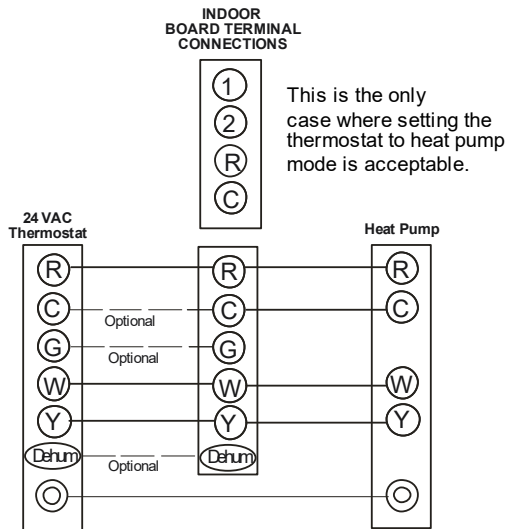 INDOOR
BOARD TERMINAL
CONNECTIONS
1
2
R
C
This is the only
case where setting the
thermostat to heat pump
mode is acceptable.
24 VAC
Thermostat
Heat Pump
R R R
C Optional C C
G Optional G
W W W
Y Y Y
Dehum Optional Dehum